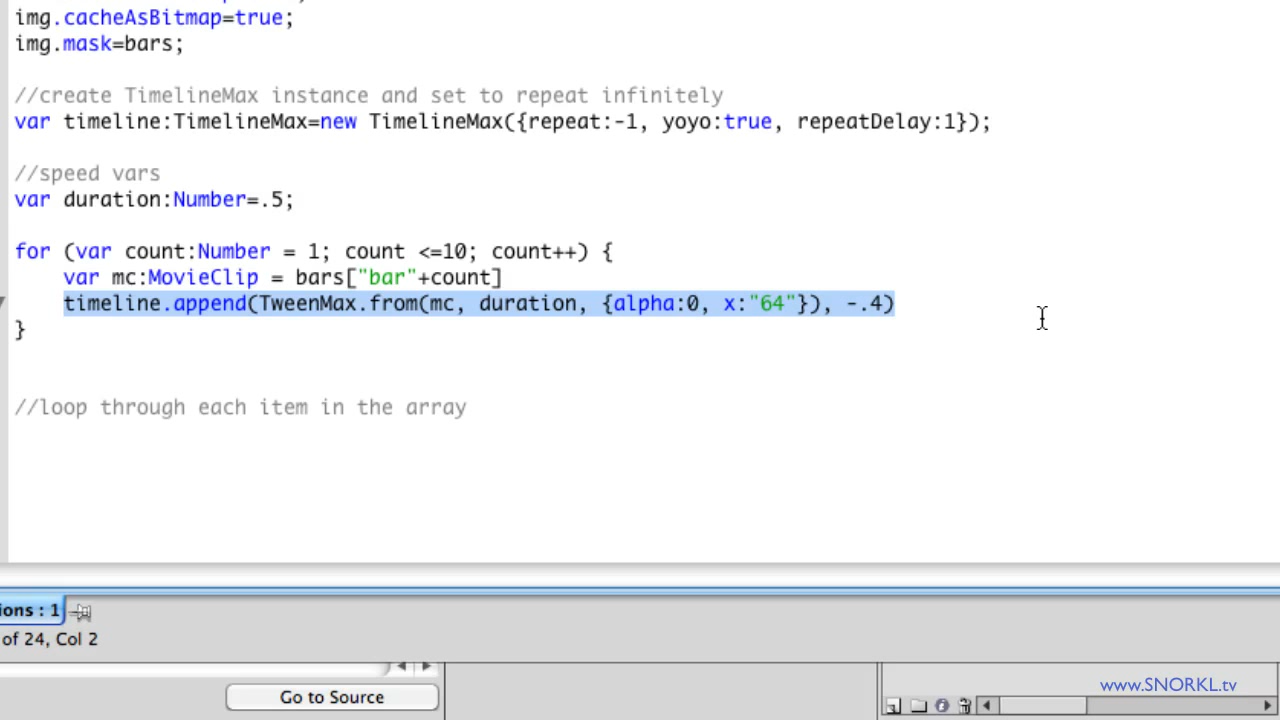 img.cacheAsBitmap=true;
img.mask=bars;
//create TimelineMax instance and set to repeat infinitely
var timeline:TimelineMax=new TimelineMax({repeat:-1, yoyo:true, repeatDelay:1});
//speed vars
var duration:Number=.5;
for (var count:Number = 1; count <=10; count++) {
var mc:MovieClip = bars["bar"+count]
timeline.append(TweenMax.from(mc, duration, {alpha:0, x:"64"}), -.4)
}
//loop through each item in the array
ions : 1
of 24, Col 2
Go to Source
www.SNORKL.tv